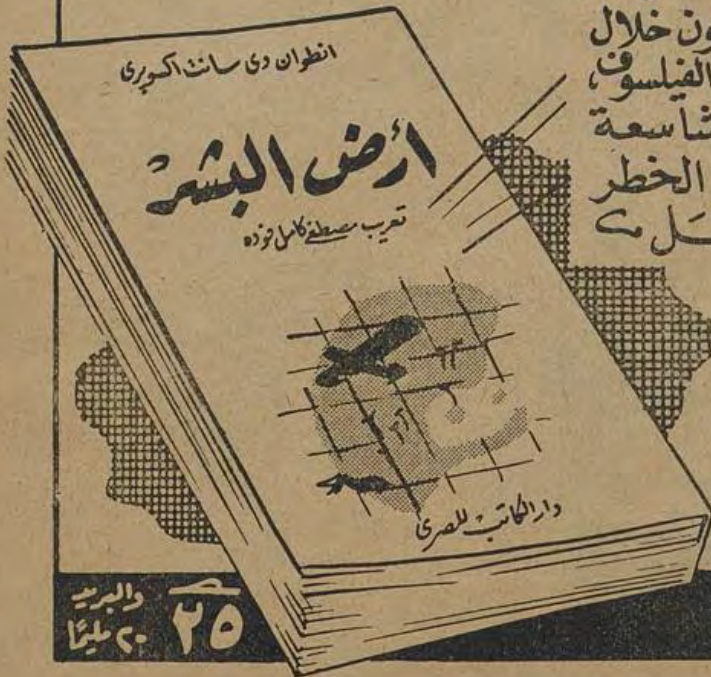 ون خلال
الفيلسوف،
شاسعة
الخطر
انطوان دى سانت اكسوپرى
أرض البشر
تعريب مصطفى كامل فوده
دار الكاتب المصرى
٢٥
والبريد
٢٠ مليمًا